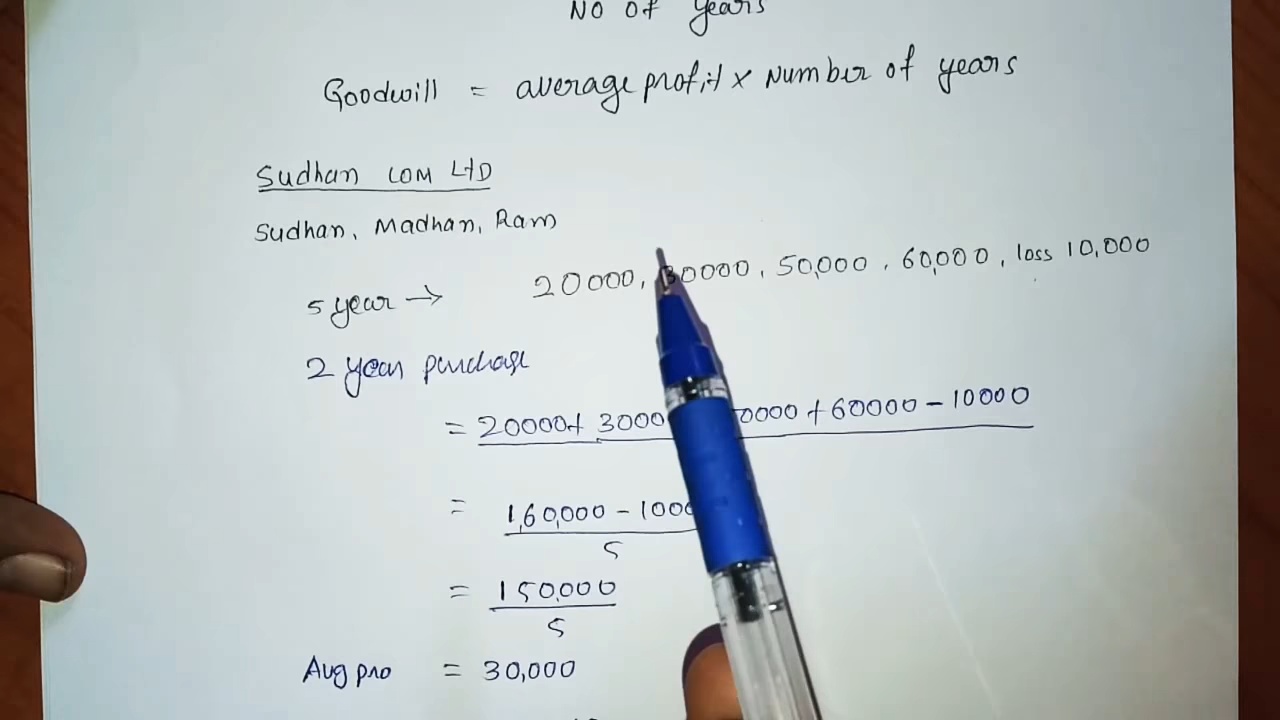 No of years
Goodwill = average profit × Number of years
Sudhan COM LTD
Sudhan, Madhan, Ram
5 year → 20000, 30000, 50,000, 60,000, loss 10,000
2 year purchase
= 20000+ 3000 0000 + 60000 - 10000
= 1,60,000 - 1000
5
= 150,000
5
Avg pro = 30,000